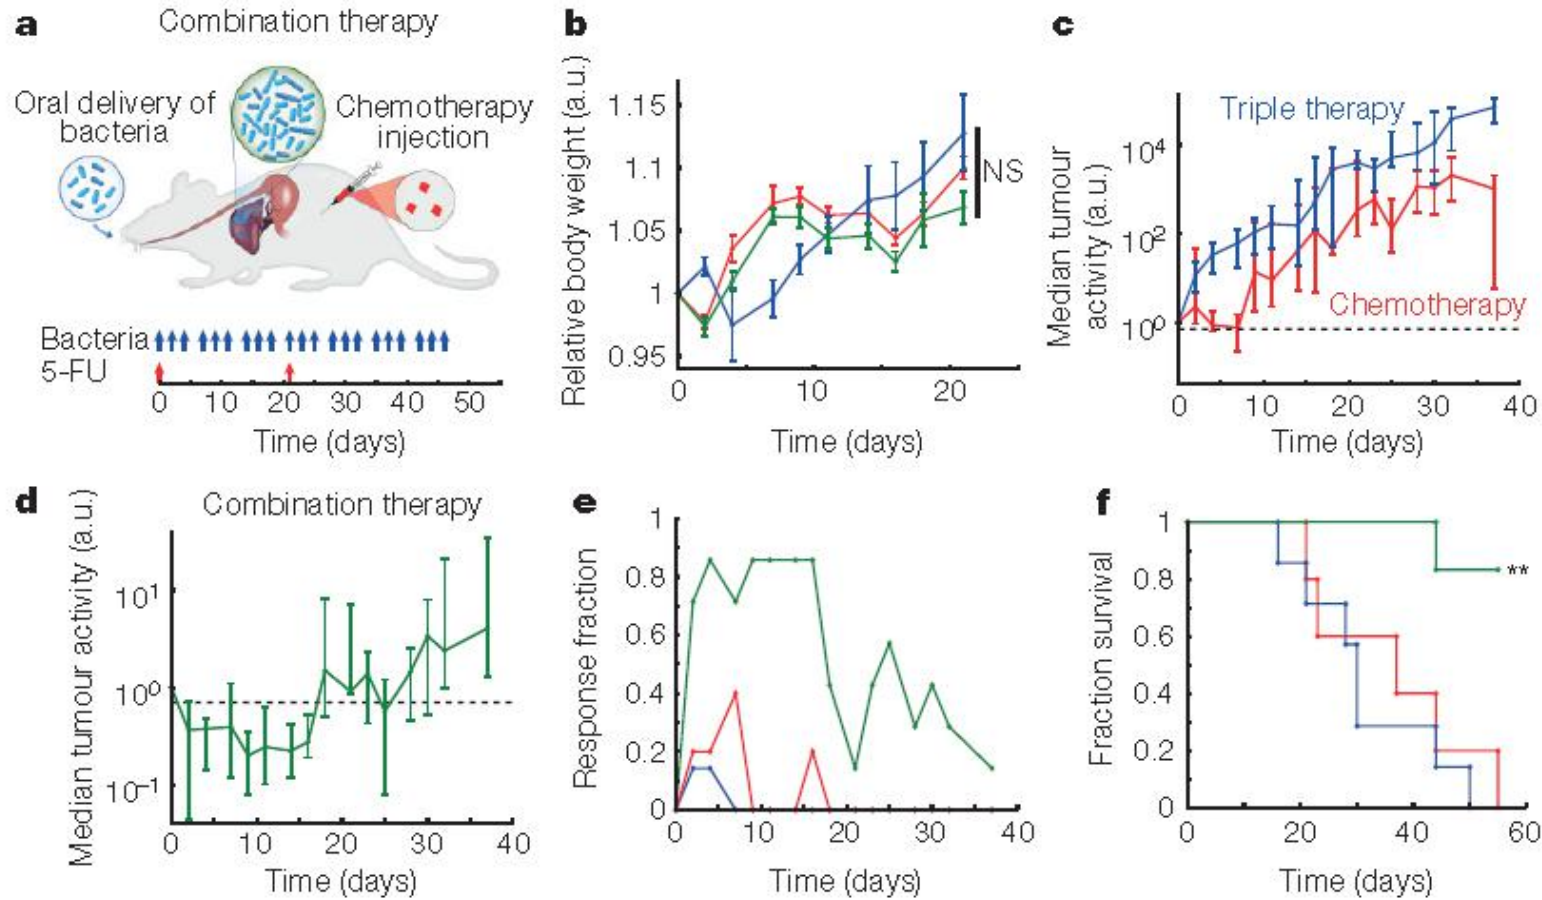 a
Combination therapy
Oral delivery of
bacteria
Chemotherapy
injection
Bacteria
5-FU
0 10 20 30 40 50
Time (days)
b
Relative body weight (a.u.)
1.15
1.1
1.05
1
0.95
NS
0 10 20
Time (days)
c
Median tumour
activity (a.u.)
10⁴
10²
10⁰
Triple therapy
Chemotherapy
0 10 20 30 40
Time (days)
d
Combination therapy
Median tumour activity (a.u.)
10¹
10⁰
10⁻¹
0 10 20 30 40
Time (days)
e
Response fraction
1
0.8
0.6
0.4
0.2
0
0 10 20 30 40
Time (days)
f
Fraction survival
1
0.8
0.6
0.4
0.2
0
**
0 20 40 60
Time (days)